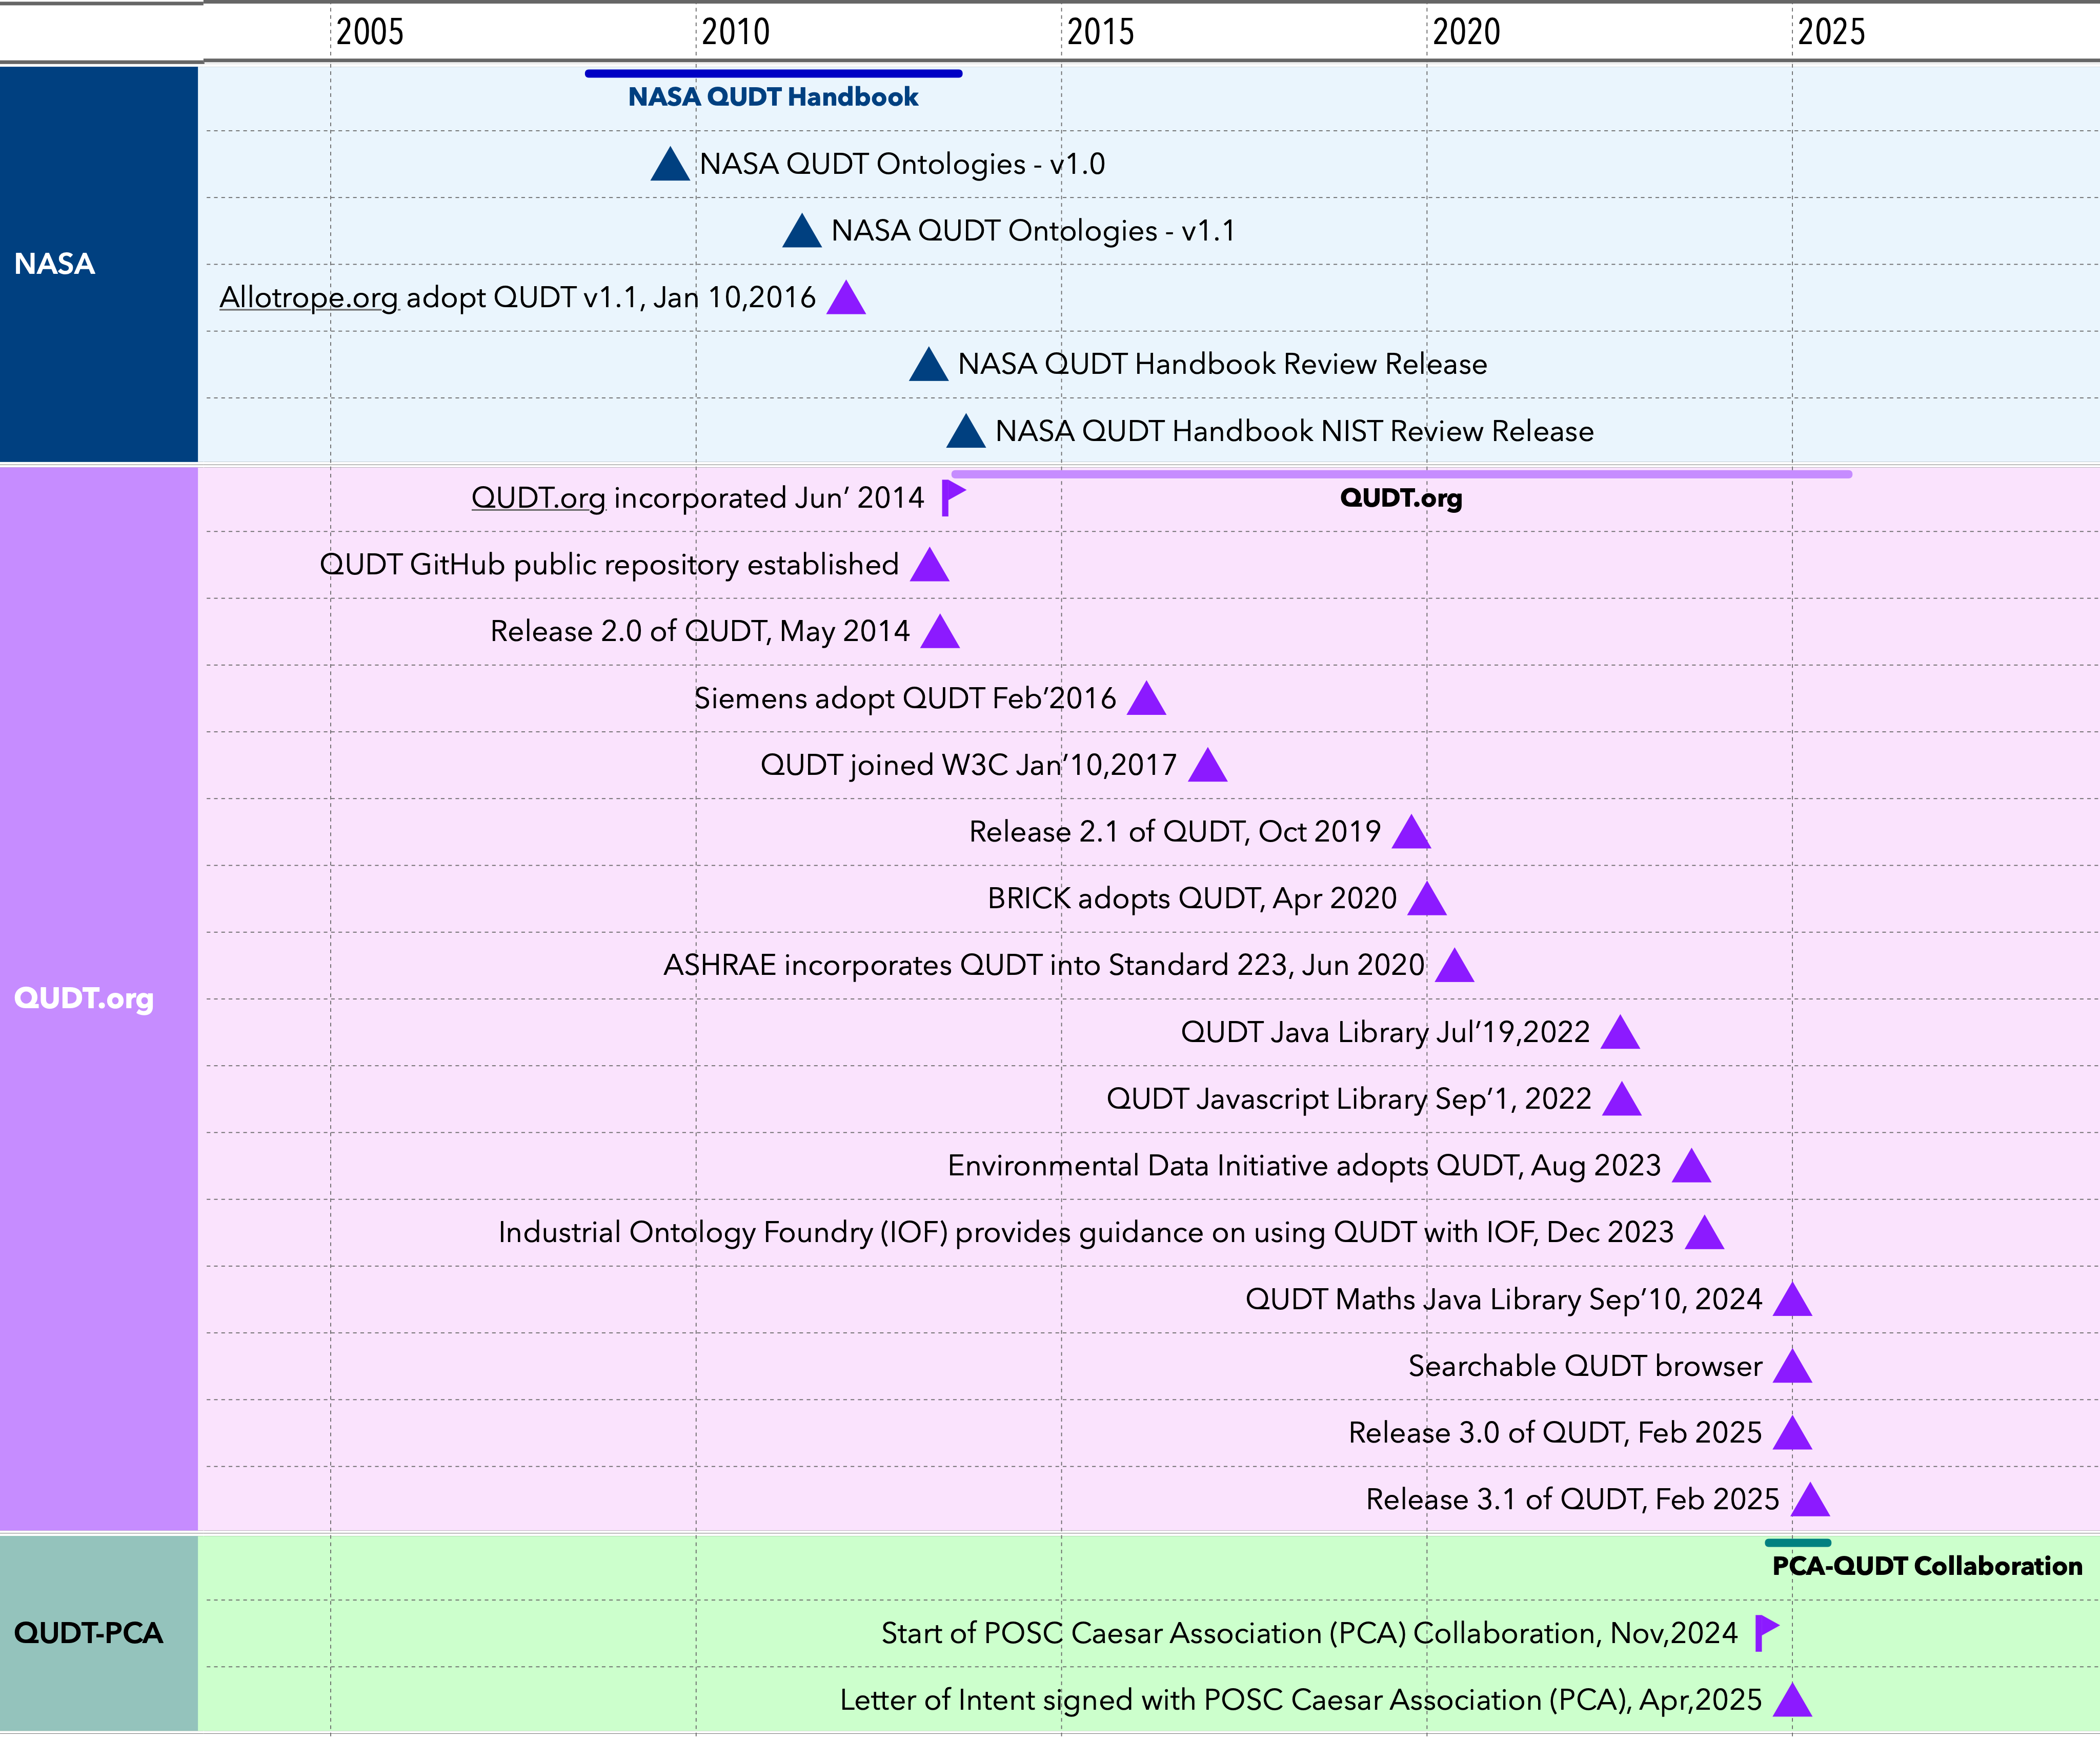 2005 2010 2015 2020 2025
NASA QUDT Handbook
NASA QUDT Ontologies - v1.0
NASA QUDT Ontologies - v1.1
NASA
Allotrope.org adopt QUDT v1.1, Jan 10,2016
NASA QUDT Handbook Review Release
NASA QUDT Handbook NIST Review Release
QUDT.org incorporated Jun’ 2014
QUDT.org
QUDT GitHub public repository established
Release 2.0 of QUDT, May 2014
Siemens adopt QUDT Feb’2016
QUDT joined W3C Jan’10,2017
Release 2.1 of QUDT, Oct 2019
BRICK adopts QUDT, Apr 2020
ASHRAE incorporates QUDT into Standard 223, Jun 2020
QUDT.org
QUDT Java Library Jul’19,2022
QUDT Javascript Library Sep’1, 2022
Environmental Data Initiative adopts QUDT, Aug 2023
Industrial Ontology Foundry (IOF) provides guidance on using QUDT with IOF, Dec 2023
QUDT Maths Java Library Sep’10, 2024
Searchable QUDT browser
Release 3.0 of QUDT, Feb 2025
Release 3.1 of QUDT, Feb 2025
PCA-QUDT Collaboration
QUDT-PCA
Start of POSC Caesar Association (PCA) Collaboration, Nov,2024
Letter of Intent signed with POSC Caesar Association (PCA), Apr,2025